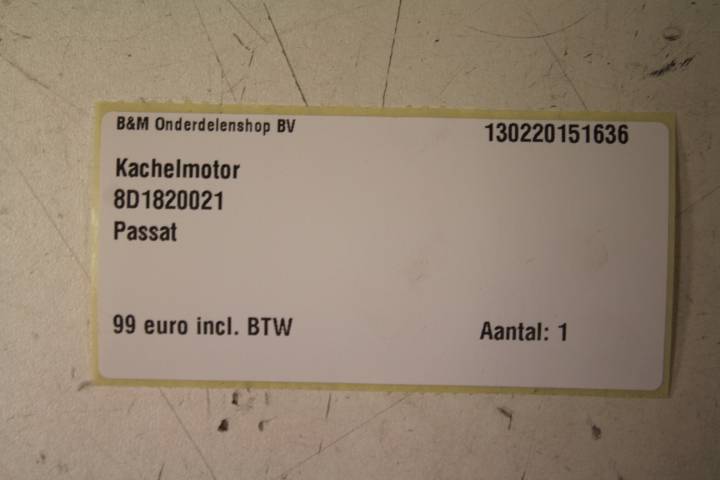 B&M Onderdelenshop BV 130220151636
Kachelmotor
8D1820021
Passat
99 euro incl. BTW Aantal: 1